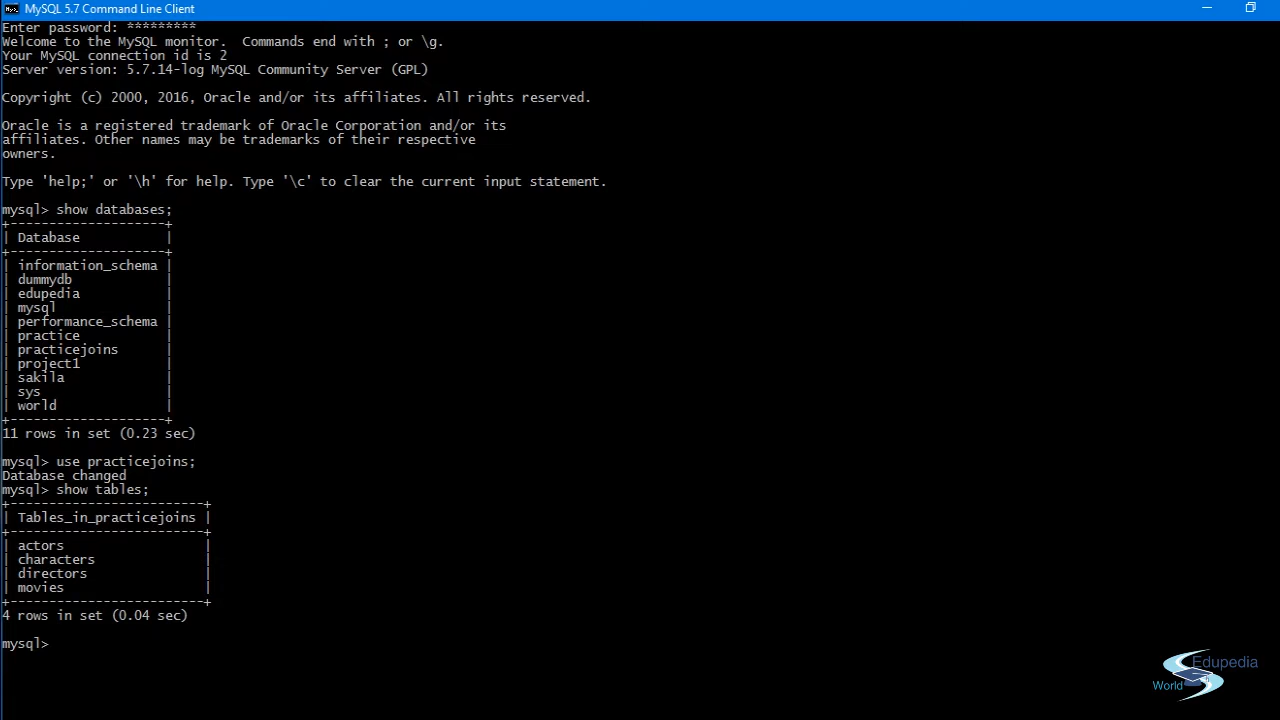 MySQL 5.7 Command Line Client
Enter password: *********
Welcome to the MySQL monitor.  Commands end with ; or \g.
Your MySQL connection id is 2
Server version: 5.7.14-log MySQL Community Server (GPL)

Copyright (c) 2000, 2016, Oracle and/or its affiliates. All rights reserved.

Oracle is a registered trademark of Oracle Corporation and/or its
affiliates. Other names may be trademarks of their respective
owners.

Type 'help;' or '\h' for help. Type '\c' to clear the current input statement.

mysql> show databases;
+--------------------+
| Database           |
+--------------------+
| information_schema |
| dummydb            |
| edupedia           |
| mysql              |
| performance_schema |
| practice           |
| practicejoins      |
| project1           |
| sakila             |
| sys                |
| world              |
+--------------------+
11 rows in set (0.23 sec)

mysql> use practicejoins;
Database changed
mysql> show tables;
+-------------------------+
| Tables_in_practicejoins |
+-------------------------+
| actors                  |
| characters              |
| directors               |
| movies                  |
+-------------------------+
4 rows in set (0.04 sec)

mysql>
Edupedia
World